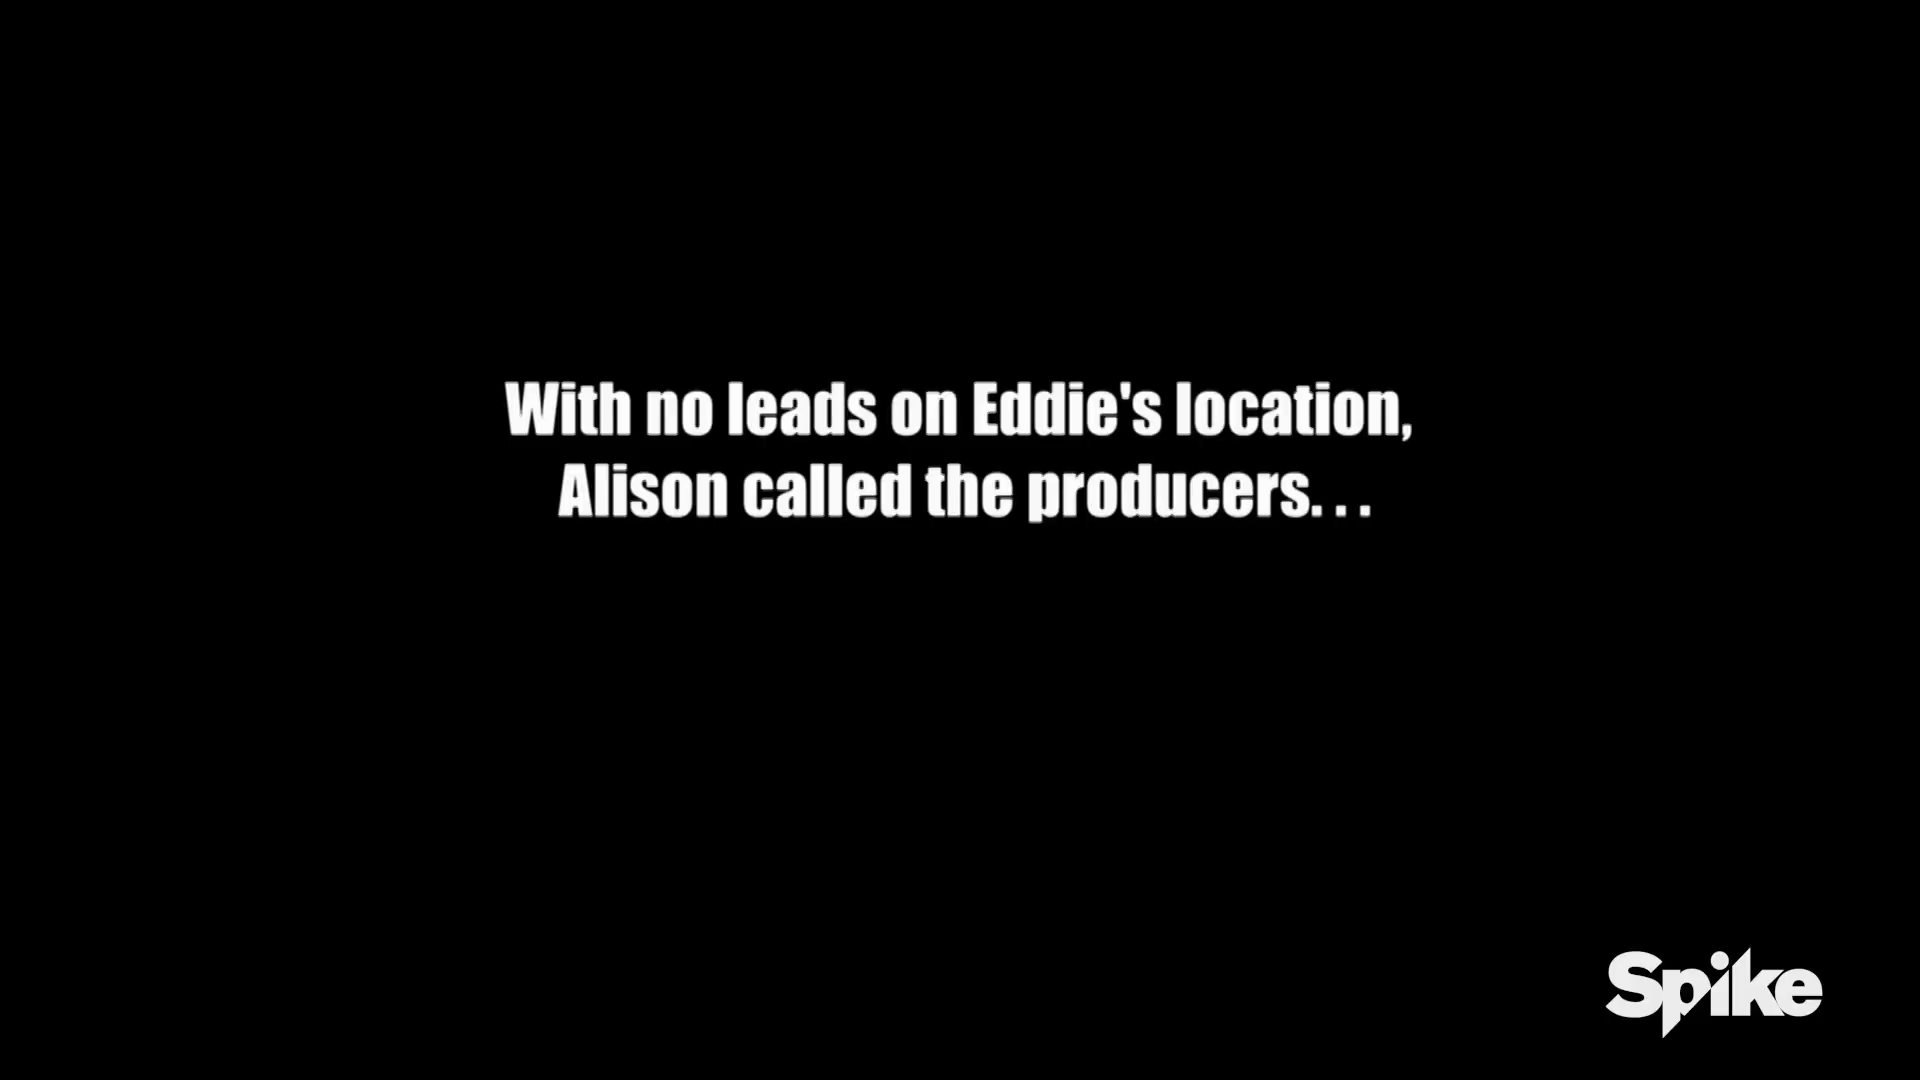 With no leads on Eddie's location,
Alison called the producers. . .
Spike